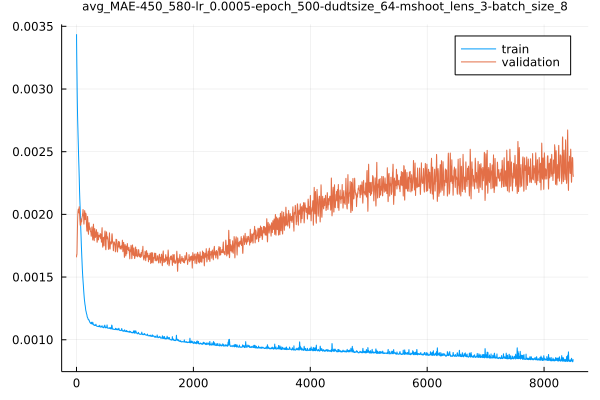 avg_MAE-450_580-lr_0.0005-epoch_500-dudtsize_64-mshoot_lens_3-batch_size_8
0.0035
train
validation
0.0030
0.0025
0.0020
0.0015
0.0010
0 2000 4000 6000 8000